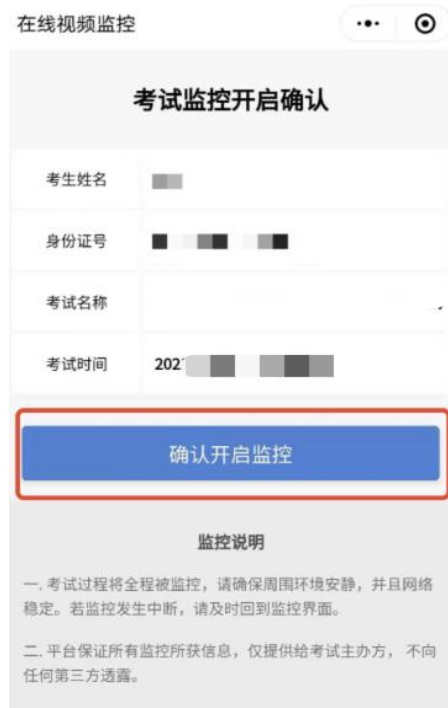 在线视频监控
考试监控开启确认
考生姓名
身份证号
考试名称
考试时间 202
确认开启监控
监控说明
一. 考试过程将全程被监控，请确保周围环境安静，并且网络
稳定。若监控发生中断，请及时回到监控界面。
二. 平台保证所有监控所获信息，仅提供给考试主办方， 不向
任何第三方透露。